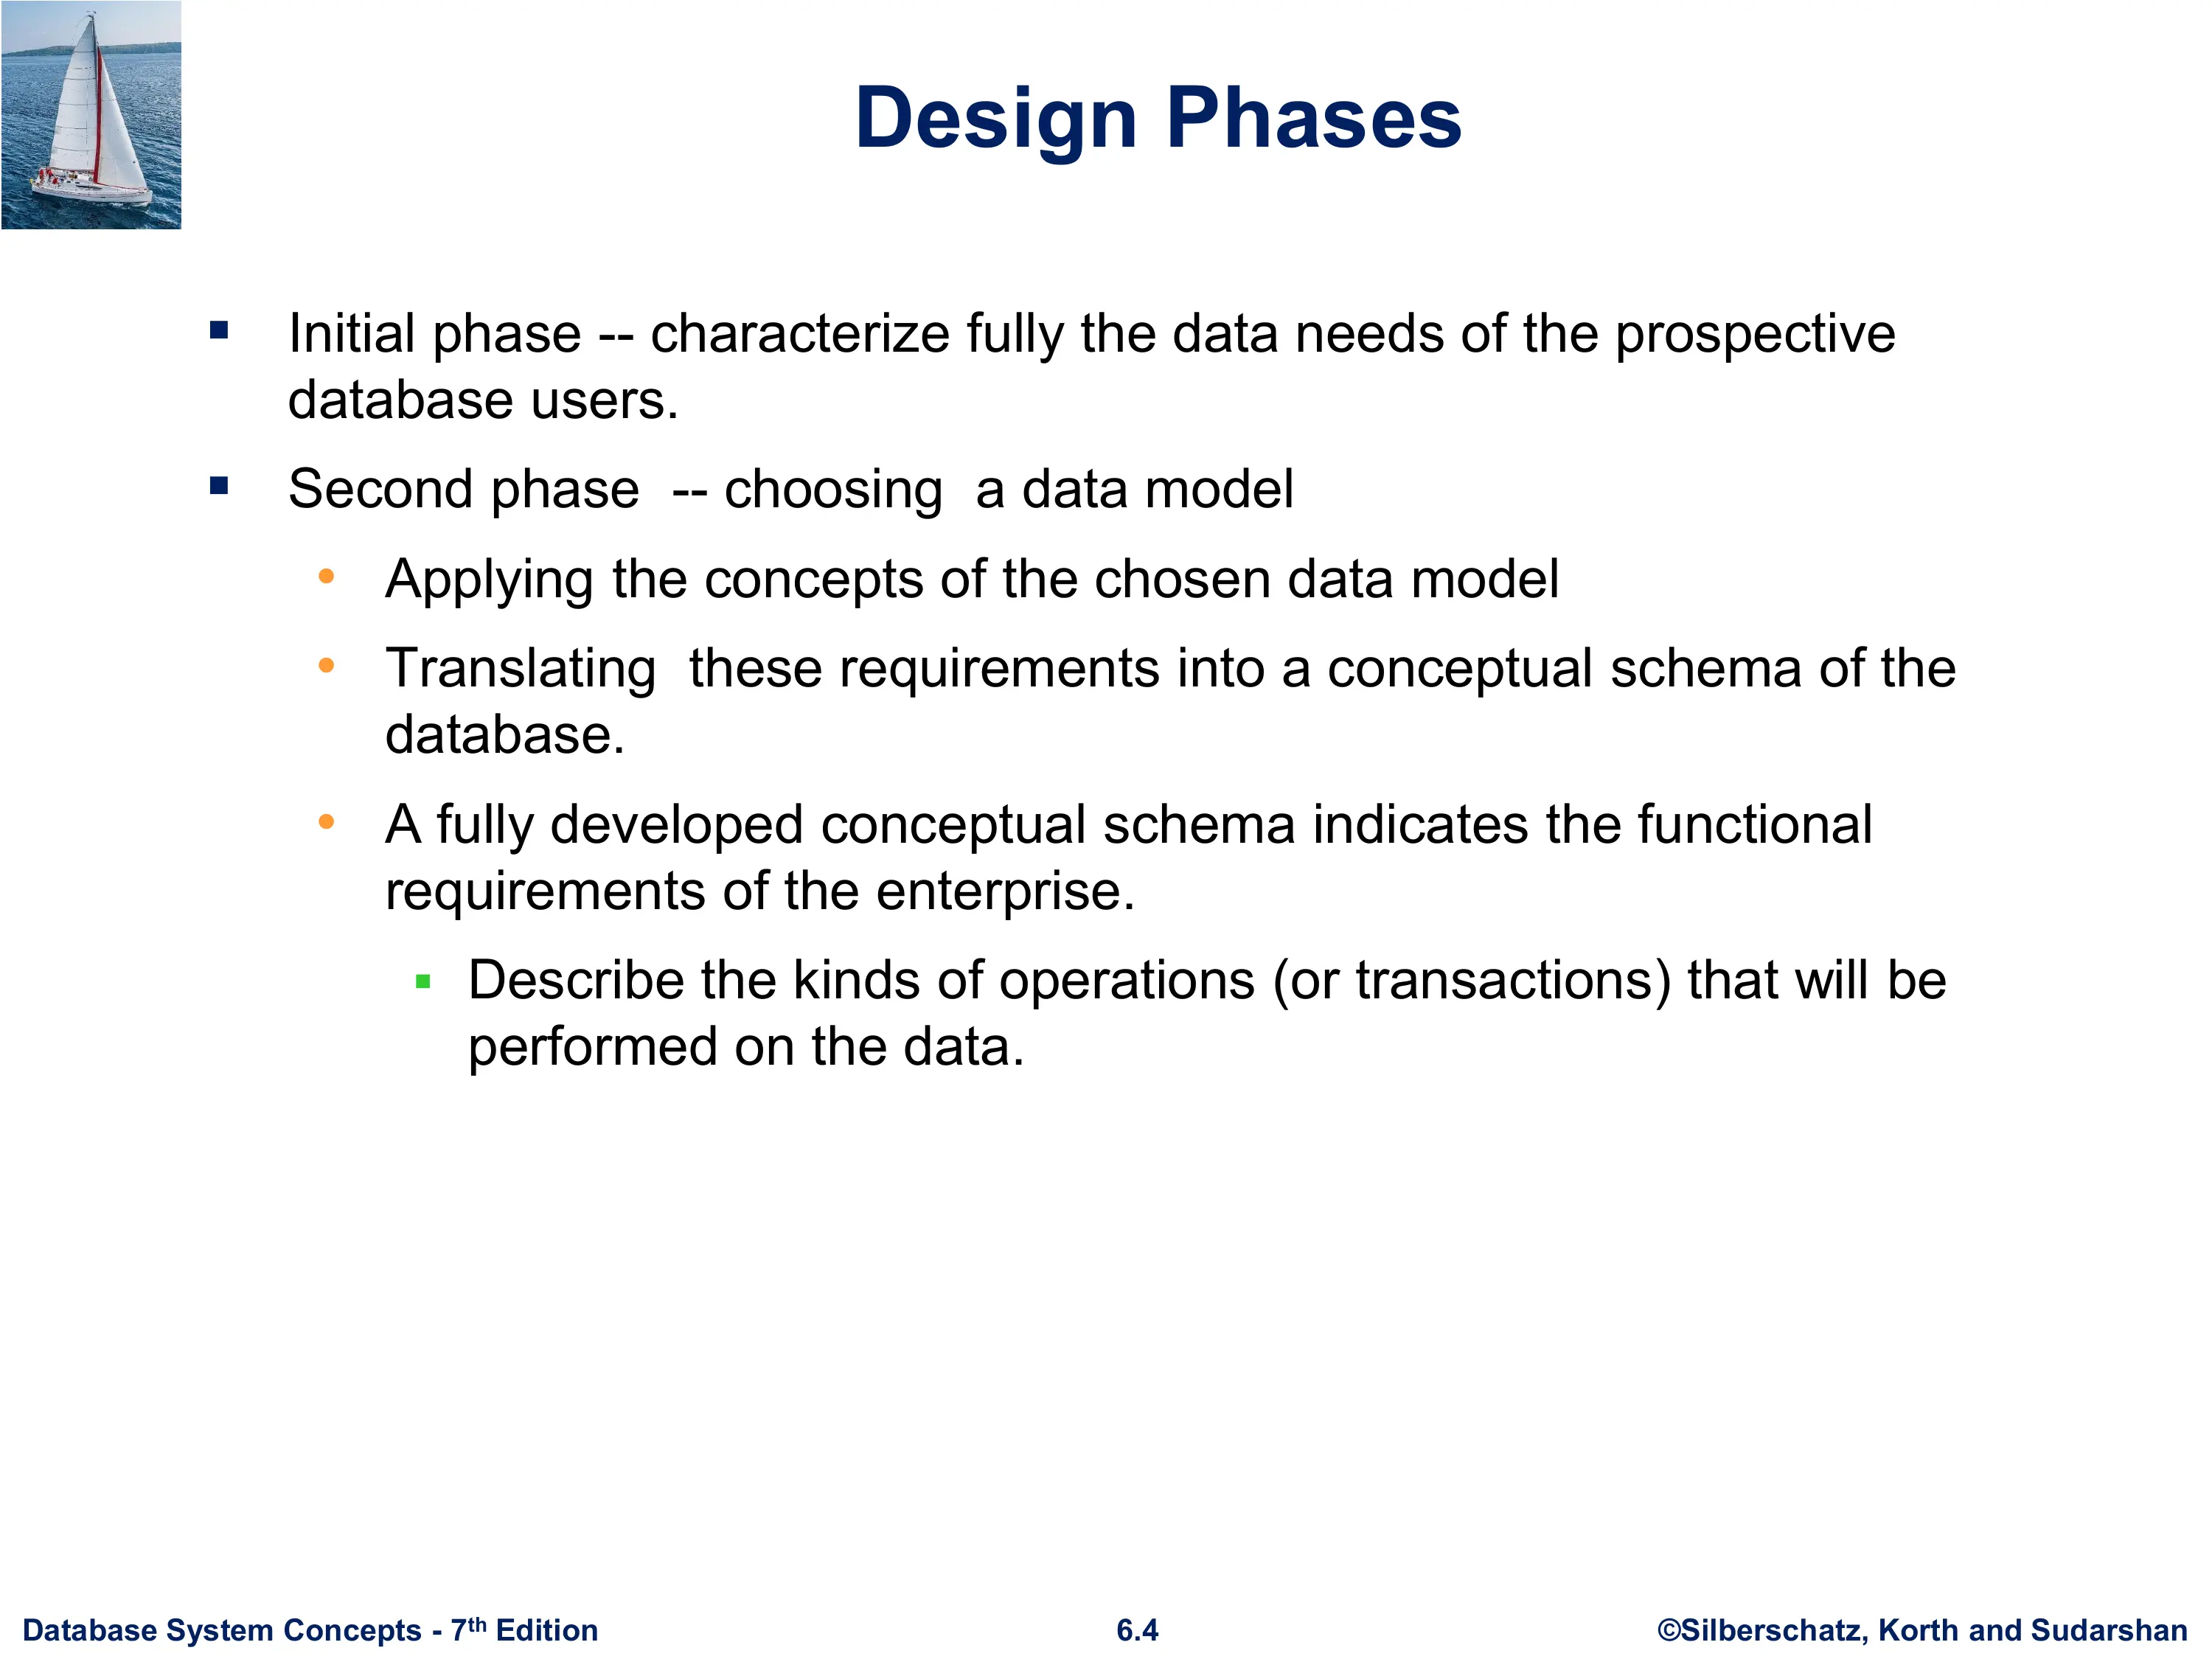 Design Phases
▪ Initial phase -- characterize fully the data needs of the prospective
database users.
▪ Second phase  -- choosing  a data model
• Applying the concepts of the chosen data model
• Translating  these requirements into a conceptual schema of the
database.
• A fully developed conceptual schema indicates the functional
requirements of the enterprise.
▪ Describe the kinds of operations (or transactions) that will be
performed on the data.
Database System Concepts - 7th Edition
6.4
©Silberschatz, Korth and Sudarshan